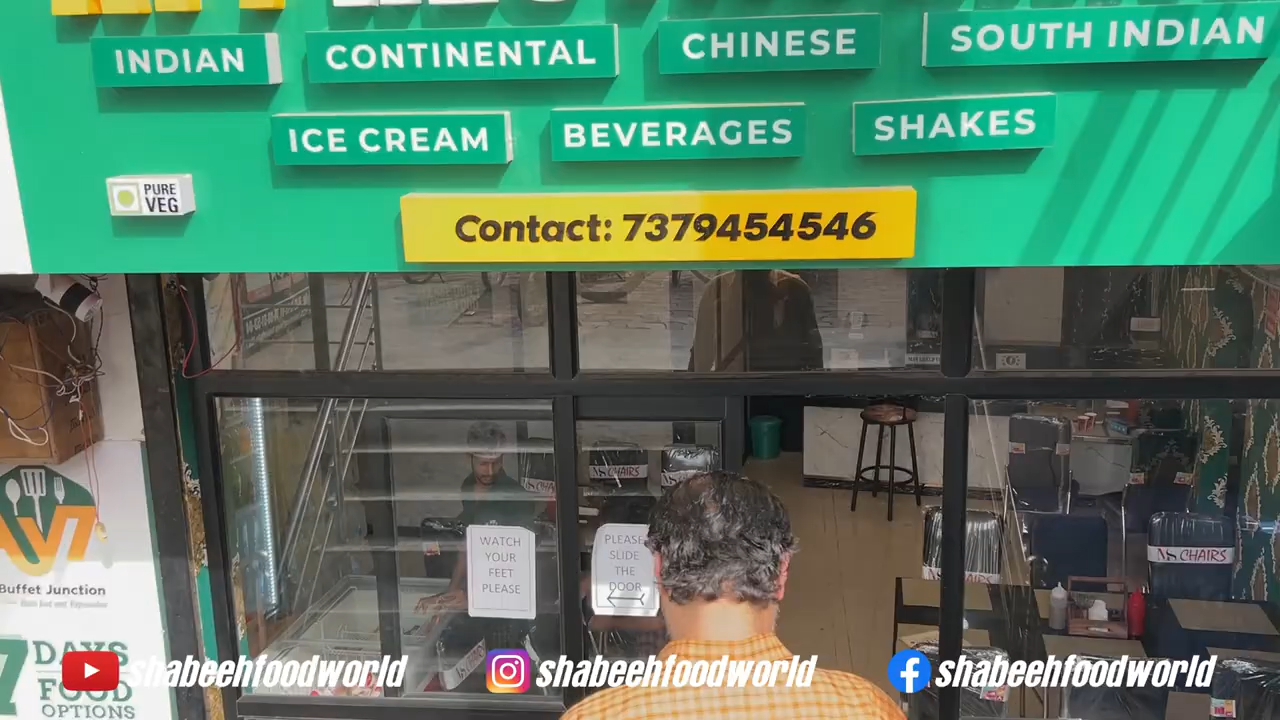 INDIAN
CONTINENTAL
CHINESE
SOUTH INDIAN
ICE CREAM
BEVERAGES
SHAKES
PURE
VEG
Contact: 7379454546
WATCH
YOUR
FEET
PLEASE
PLEASE
SLIDE
THE
DOOR
CHAIRS
CHAIRS
Buffet Junction
7 DAYS
FOOD
OPTIONS
shabeehfoodworld
shabeehfoodworld
shabeehfoodworld